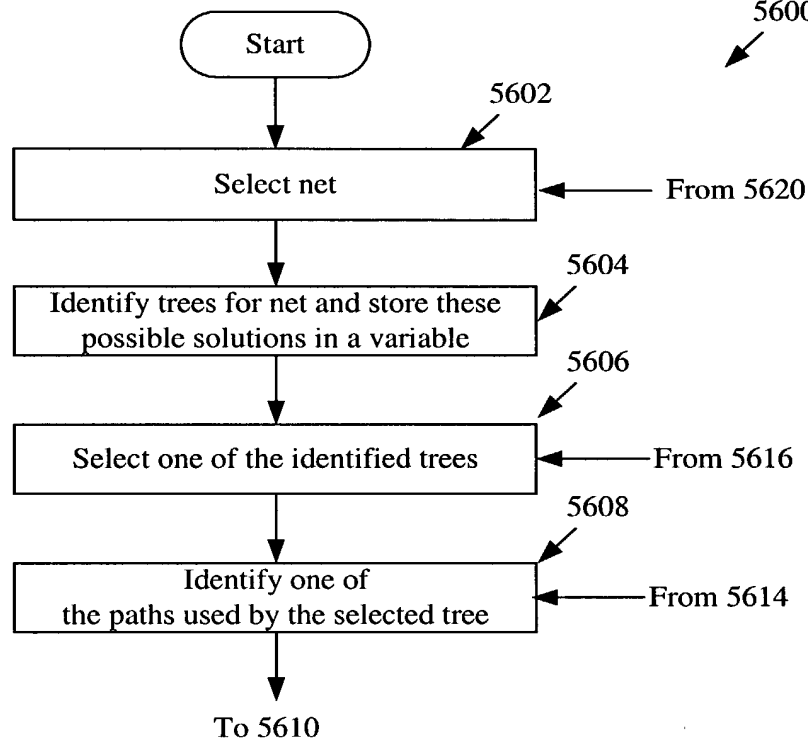 5600
Start
5602
Select net
From 5620
5604
Identify trees for net and store these
possible solutions in a variable
5606
Select one of the identified trees
From 5616
5608
Identify one of
the paths used by the selected tree
From 5614
To 5610